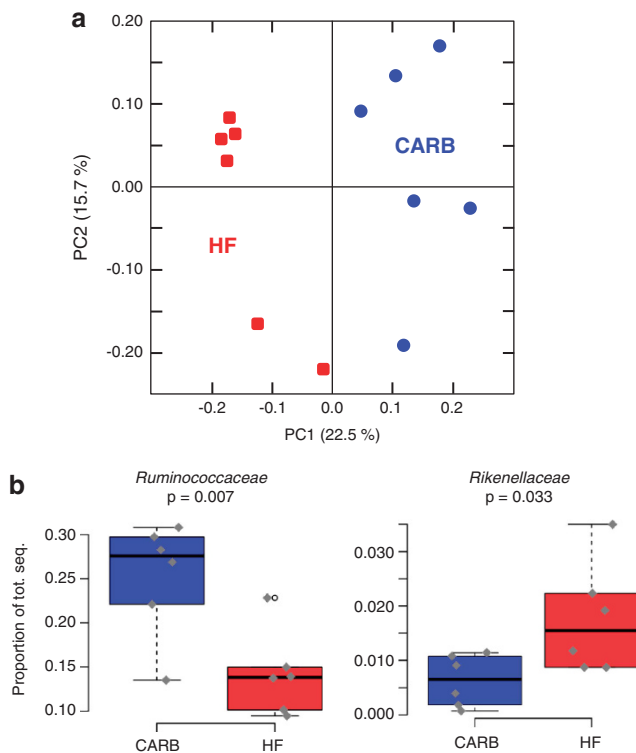 a
0.20
0.10
0.00
-0.10
-0.20
PC2 (15.7 %)
CARB
HF
-0.2
-0.1
0.0
0.1
0.2
PC1 (22.5 %)
b
Ruminococcaceae
p = 0.007
Proportion of tot. seq.
0.30
0.25
0.20
0.15
0.10
CARB
HF
Rikenellaceae
p = 0.033
0.030
0.020
0.010
0.000
CARB
HF